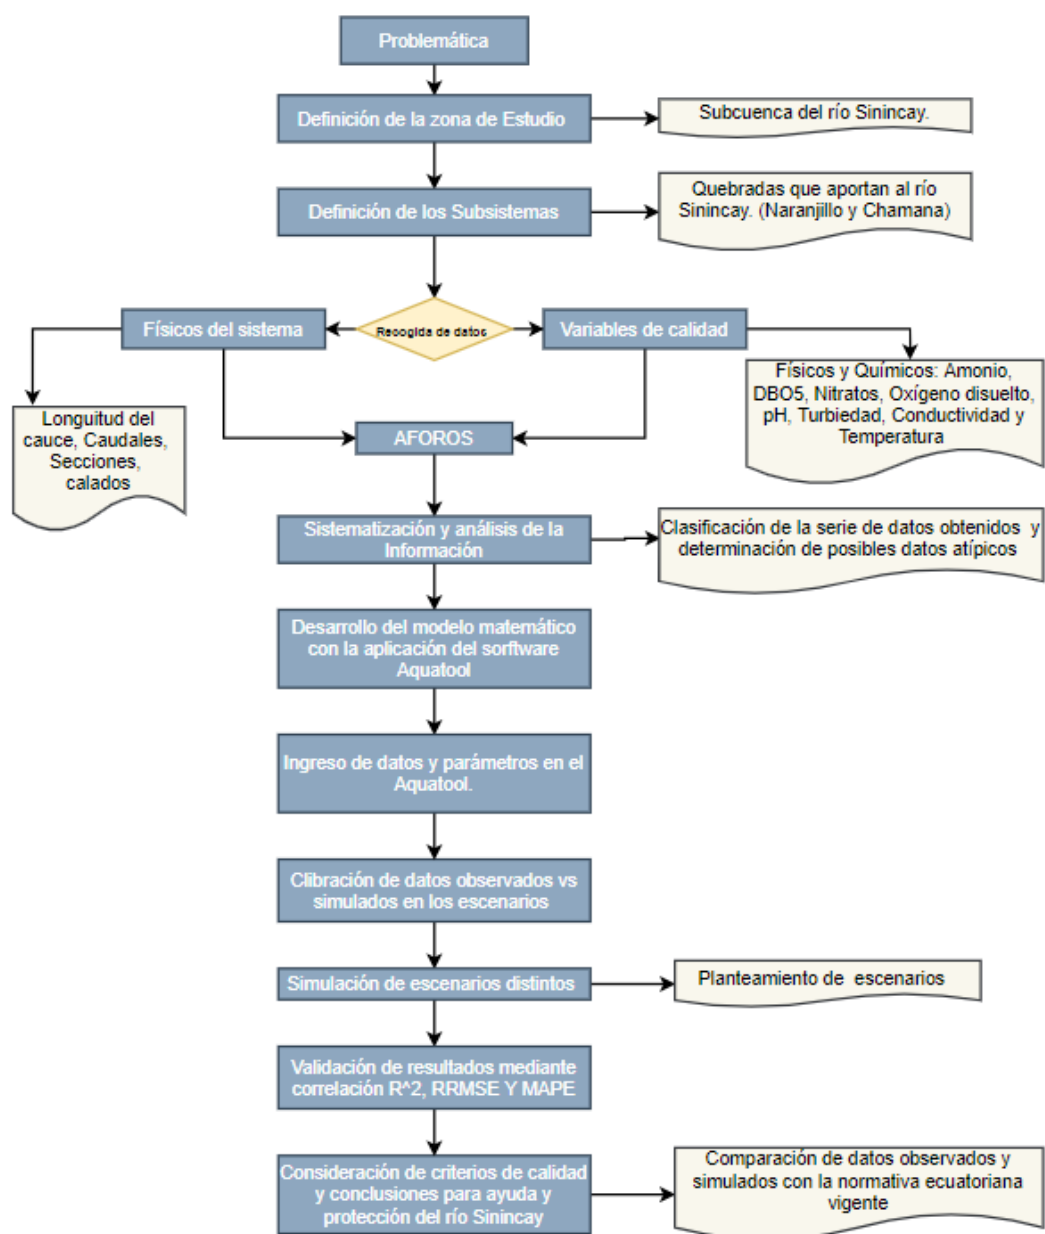 Problemática
Definición de la zona de Estudio
Subcuenca del río Sinincay.
Definición de los Subsistemas
Quebradas que aportan al río
Sinincay. (Naranjillo y Chamana)
Físicos del sistema
Recogida de datos
Variables de calidad
Longuitud del
cauce, Caudales,
Secciones,
calados
Físicos y Químicos: Amonio,
DBO5, Nitratos, Oxígeno disuelto,
pH, Turbiedad, Conductividad y
Temperatura
AFOROS
Sistematización y análisis de la
Información
Clasificación de la serie de datos obtenidos y
determinación de posibles datos atípicos
Desarrollo del modelo matemático
con la aplicación del sorftware
Aquatool
Ingreso de datos y parámetros en el
Aquatool.
Clibración de datos observados vs
simulados en los escenarios
Simulación de escenarios distintos
Planteamiento de escenarios
Validación de resultados mediante
correlación R^2, RRMSE Y MAPE
Consideración de criterios de calidad
y conclusiones para ayuda y
protección del río Sinincay
Comparación de datos observados y
simulados con la normativa ecuatoriana
vigente